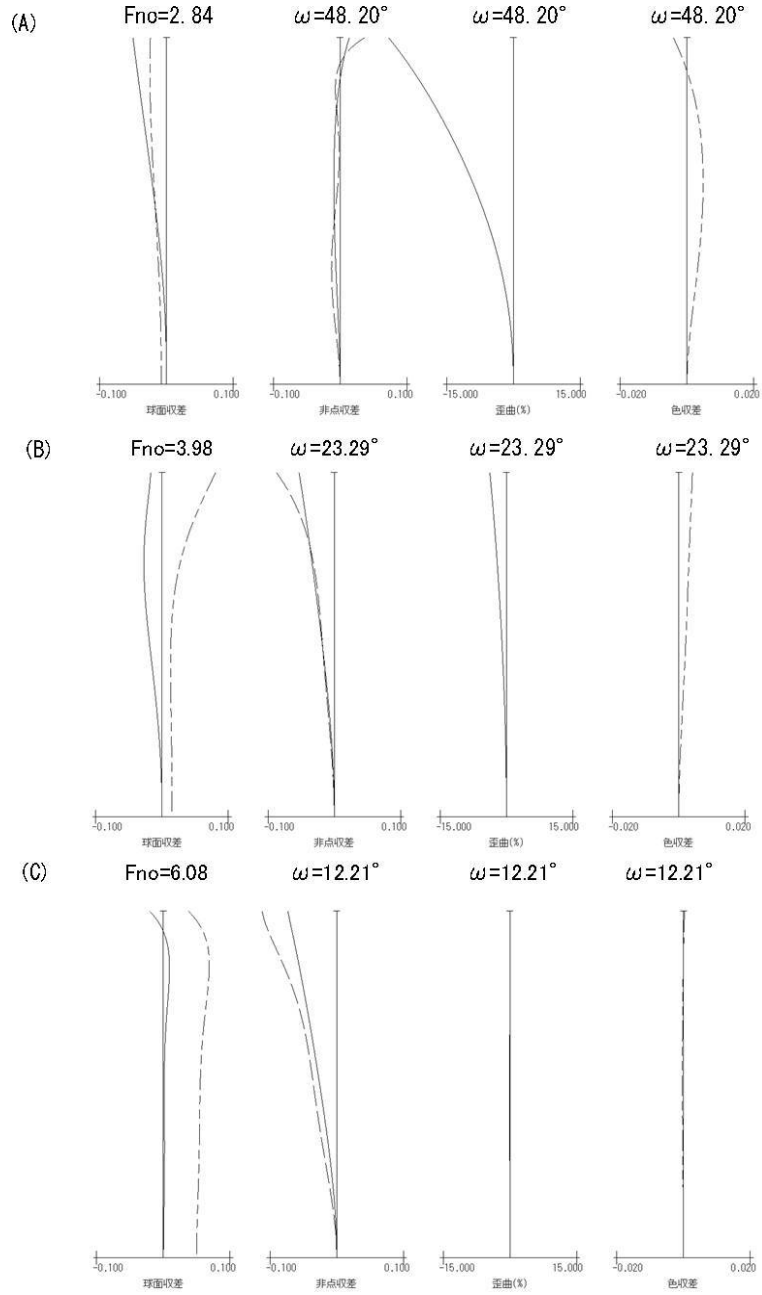 (A) Fno=2.84 ω=48.20° ω=48.20° ω=48.20°
-0.100 0.100 -0.100 0.100 -15.000 15.000 -0.020 0.020
球面収差 非点収差 歪曲(%) 色収差
(B) Fno=3.98 ω=23.29° ω=23.29° ω=23.29°
-0.100 0.100 -0.100 0.100 -15.000 15.000 -0.020 0.020
球面収差 非点収差 歪曲(%) 色収差
(C) Fno=6.08 ω=12.21° ω=12.21° ω=12.21°
-0.100 0.100 -0.100 0.100 -15.000 15.000 -0.020 0.020
球面収差 非点収差 歪曲(%) 色収差